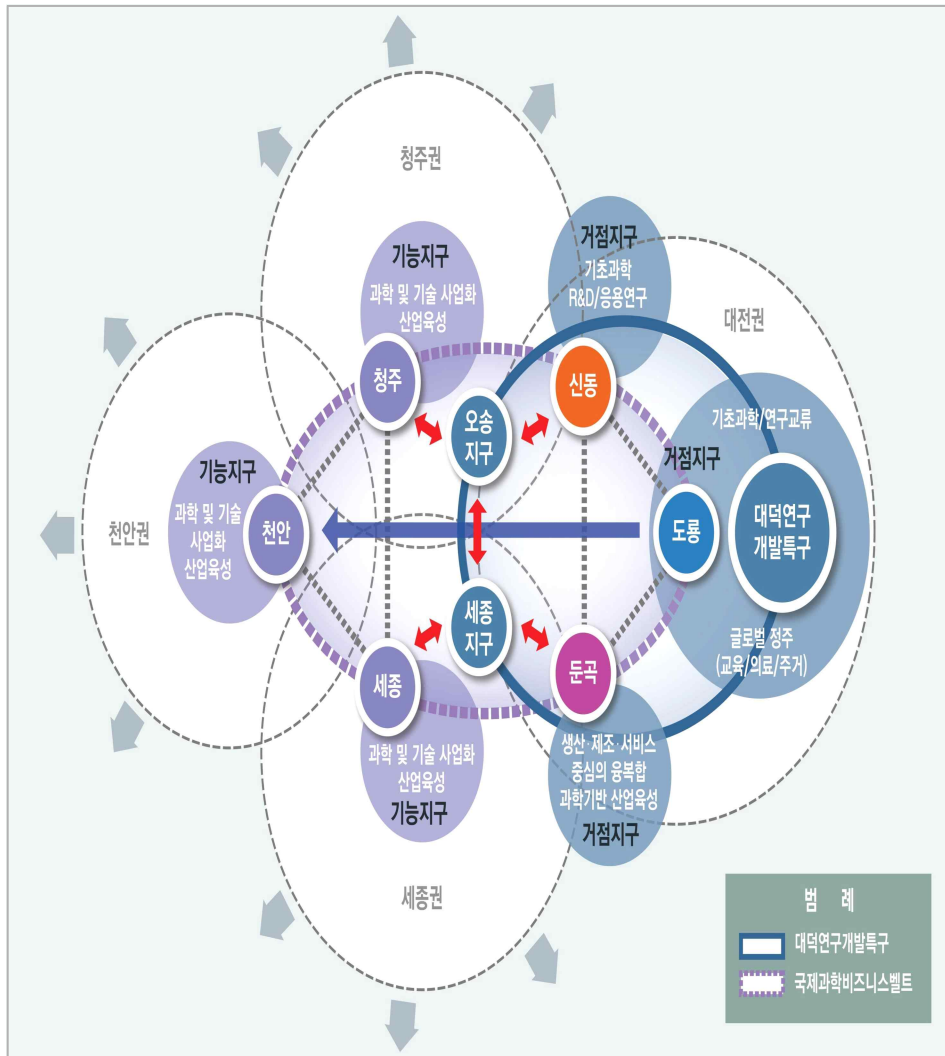 청주권
기능지구
과학 및 기술 사업화
산업육성
거점지구
기초과학
R&D/응용연구
대전권
청주
신동
오송
지구
기초과학/연구교류
거점지구
기능지구
과학 및 기술
사업화
산업육성
천안권
천안
도룡
대덕연구
개발특구
세종
지구
글로벌 정주
(교육/의료/주거)
세종
둔곡
과학 및 기술 사업화
산업육성
기능지구
생산·제조·서비스
중심의 융복합
과학기반 산업육성
거점지구
세종권
범 례
대덕연구개발특구
국제과학비즈니스벨트